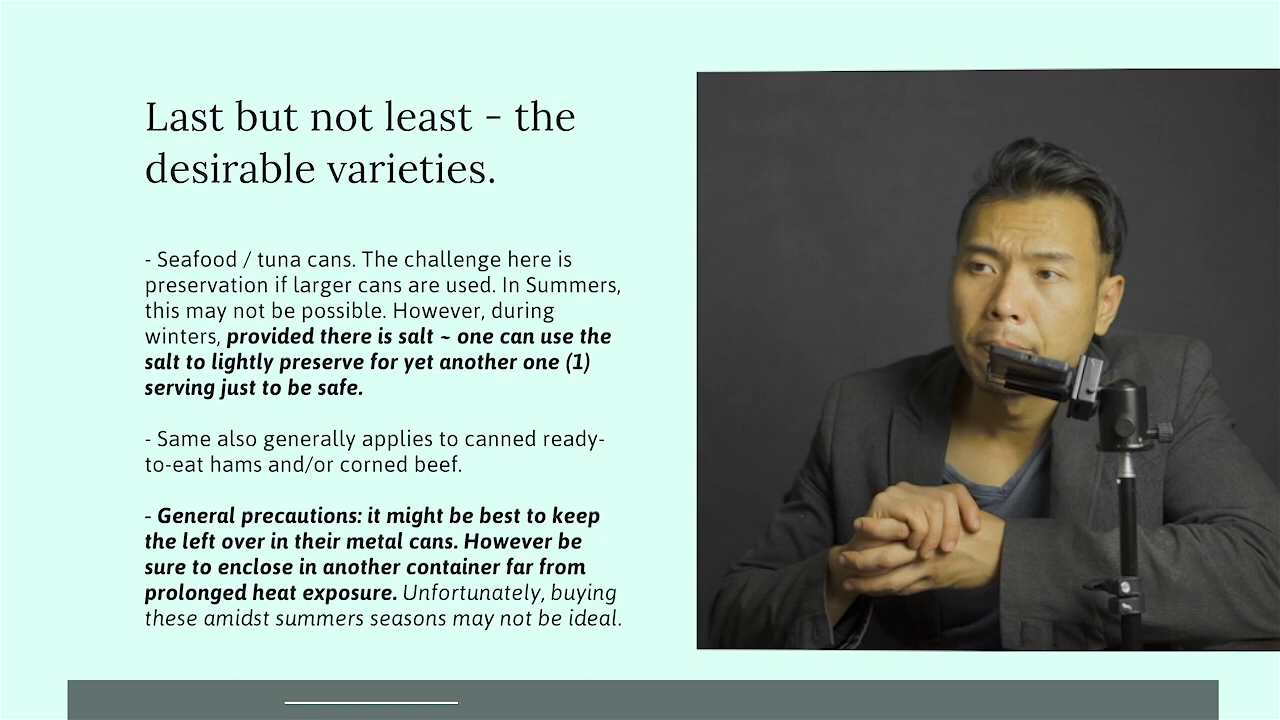 Last but not least - the
desirable varieties.
- Seafood / tuna cans. The challenge here is
preservation if larger cans are used. In Summers,
this may not be possible. However, during
winters, provided there is salt ~ one can use the
salt to lightly preserve for yet another one (1)
serving just to be safe.
- Same also generally applies to canned ready-
to-eat hams and/or corned beef.
- General precautions: it might be best to keep
the left over in their metal cans. However be
sure to enclose in another container far from
prolonged heat exposure. Unfortunately, buying
these amidst summers seasons may not be ideal.